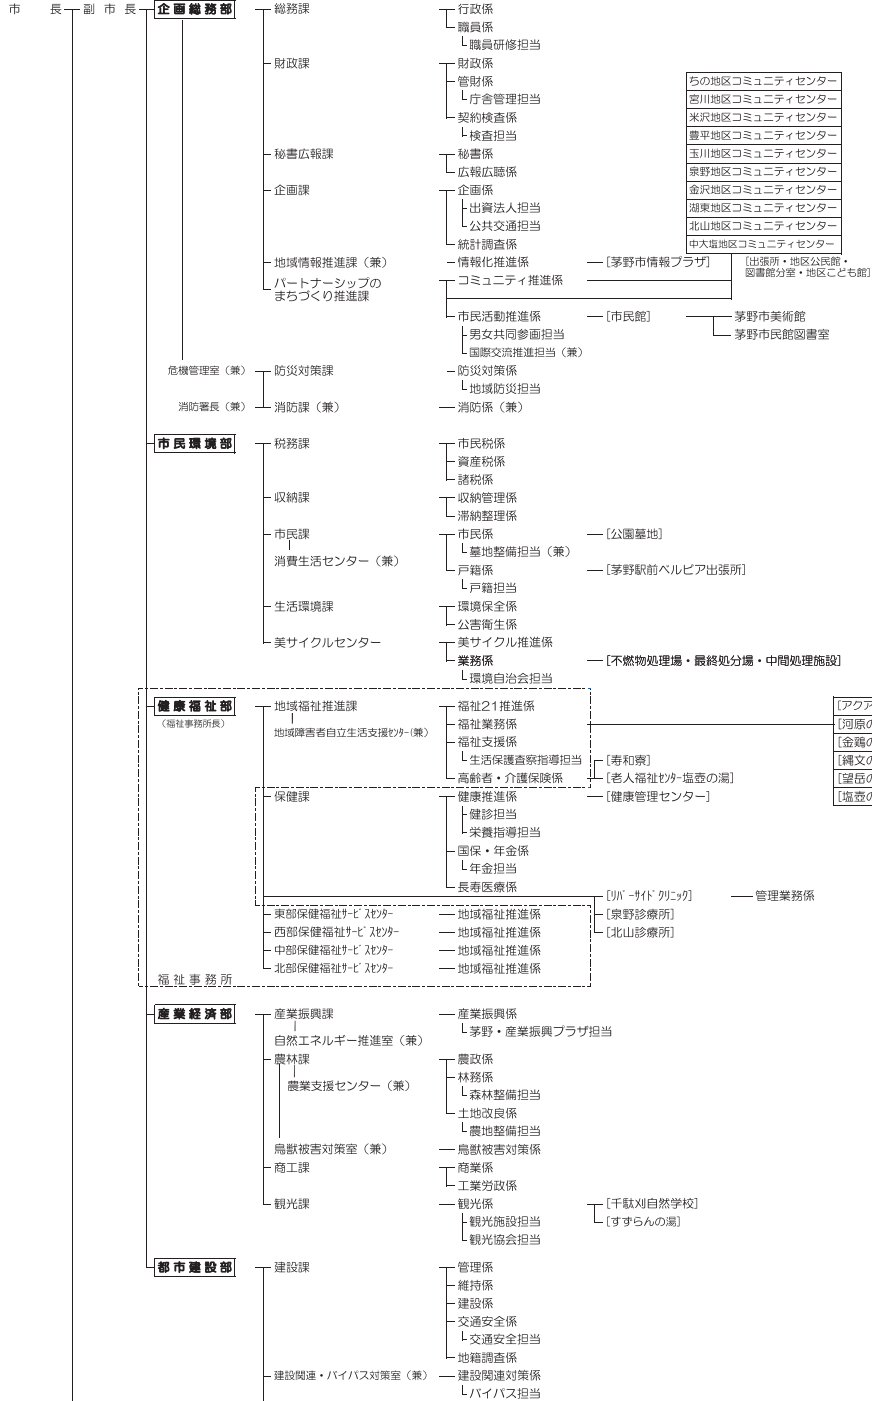 市　長　副市長　企画総務部　総務課　行政係
職員係
職員研修担当
財政課　財政係
管財係
ちの地区コミュニティセンター
庁舎管理担当　宮川地区コミュニティセンター
契約検査係　米沢地区コミュニティセンター
検査担当　豊平地区コミュニティセンター
秘書広報課　秘書係　玉川地区コミュニティセンター
広報広聴係　泉野地区コミュニティセンター
企画課　企画係　金沢地区コミュニティセンター
出資法人担当　湖東地区コミュニティセンター
公共交通担当　北山地区コミュニティセンター
統計調査係　中大塩地区コミュニティセンター
地域情報推進課（兼）　情報化推進係　[茅野市情報プラザ]　[出張所・地区公民館・
図書館分室・地区こども館]
パートナーシップの　コミュニティ推進係
まちづくり推進課
市民活動推進係　[市民館]　茅野市美術館
男女共同参画担当　茅野市民館図書室
国際交流推進担当（兼）
危機管理室（兼）　防災対策課　防災対策係
地域防災担当
消防署長（兼）　消防課（兼）　消防係（兼）
市民環境部　税務課　市民税係
資産税係
諸税係
収納課　収納管理係
滞納整理係
市民課　市民係　[公園墓地]
墓地整備担当（兼）
消費生活センター（兼）
戸籍係　[茅野駅前ベルビア出張所]
戸籍担当
生活環境課　環境保全係
公害衛生係
美サイクルセンター　美サイクル推進係
業務係　[不燃物処理場・最終処分場・中間処理施設]
環境自治会担当
健康福祉部　地域福祉推進課　福祉21推進係　[アクア
（福祉事務所長）　福祉業務係　[河原の
地域障害者自立生活支援ｾﾝﾀｰ(兼)
福祉支援係　[金鶏の
生活保護査察指導担当　[寿和寮]　[縄文の
高齢者・介護保険係　[老人福祉ｾﾝﾀｰ塩壺の湯]　[望岳の
保健課　健康推進係　[健康管理センター]　[塩壺の
健診担当
栄養指導担当
国保・年金係
年金担当
長寿医療係
[ﾘﾊﾞｰｻｲﾄﾞｸﾘﾆｯｸ]　管理業務係
東部保健福祉ｻｰﾋﾞｽｾﾝﾀｰ　地域福祉推進係　[泉野診療所]
西部保健福祉ｻｰﾋﾞｽｾﾝﾀｰ　地域福祉推進係　[北山診療所]
中部保健福祉ｻｰﾋﾞｽｾﾝﾀｰ　地域福祉推進係
北部保健福祉ｻｰﾋﾞｽｾﾝﾀｰ　地域福祉推進係
福祉事務所
産業経済部　産業振興課　産業振興係
茅野・産業振興プラザ担当
自然エネルギー推進室（兼）
農林課　農政係
林務係
農業支援センター（兼）
森林整備担当
土地改良係
農地整備担当
鳥獣被害対策室（兼）　鳥獣被害対策係
商工課　商業係
工業労政係
観光課　観光係　[千駄刈自然学校]
観光施設担当　[すずらんの湯]
観光協会担当
都市建設部　建設課　管理係
維持係
建設係
交通安全係
交通安全担当
地籍調査係
建設関連・バイパス対策室（兼）　建設関連対策係
バイパス担当